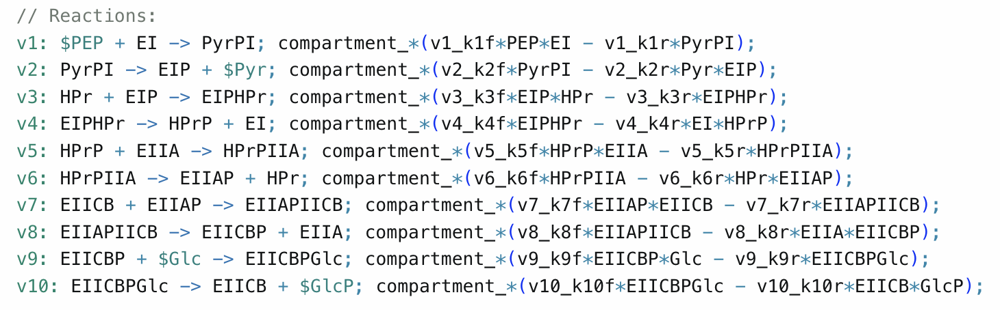 // Reactions:
v1: $PEP + EI -> PyrPI; compartment_*(v1_k1f*PEP*EI - v1_k1r*PyrPI);
v2: PyrPI -> EIP + $Pyr; compartment_*(v2_k2f*PyrPI - v2_k2r*Pyr*EIP);
v3: HPr + EIP -> EIPHPr; compartment_*(v3_k3f*EIP*HPr - v3_k3r*EIPHPr);
v4: EIPHPr -> HPrP + EI; compartment_*(v4_k4f*EIPHPr - v4_k4r*EI*HPrP);
v5: HPrP + EIIA -> HPrPIIA; compartment_*(v5_k5f*HPrP*EIIA - v5_k5r*HPrPIIA);
v6: HPrPIIA -> EIIAP + HPr; compartment_*(v6_k6f*HPrPIIA - v6_k6r*HPr*EIIAP);
v7: EIICB + EIIAP -> EIIAPIICB; compartment_*(v7_k7f*EIIAP*EIICB - v7_k7r*EIIAPIICB);
v8: EIIAPIICB -> EIICBP + EIIA; compartment_*(v8_k8f*EIIAPIICB - v8_k8r*EIIA*EIICBP);
v9: EIICBP + $Glc -> EIICBPGlc; compartment_*(v9_k9f*EIICBP*Glc - v9_k9r*EIICBPGlc);
v10: EIICBPGlc -> EIICB + $GlcP; compartment_*(v10_k10f*EIICBPGlc - v10_k10r*EIICB*GlcP);